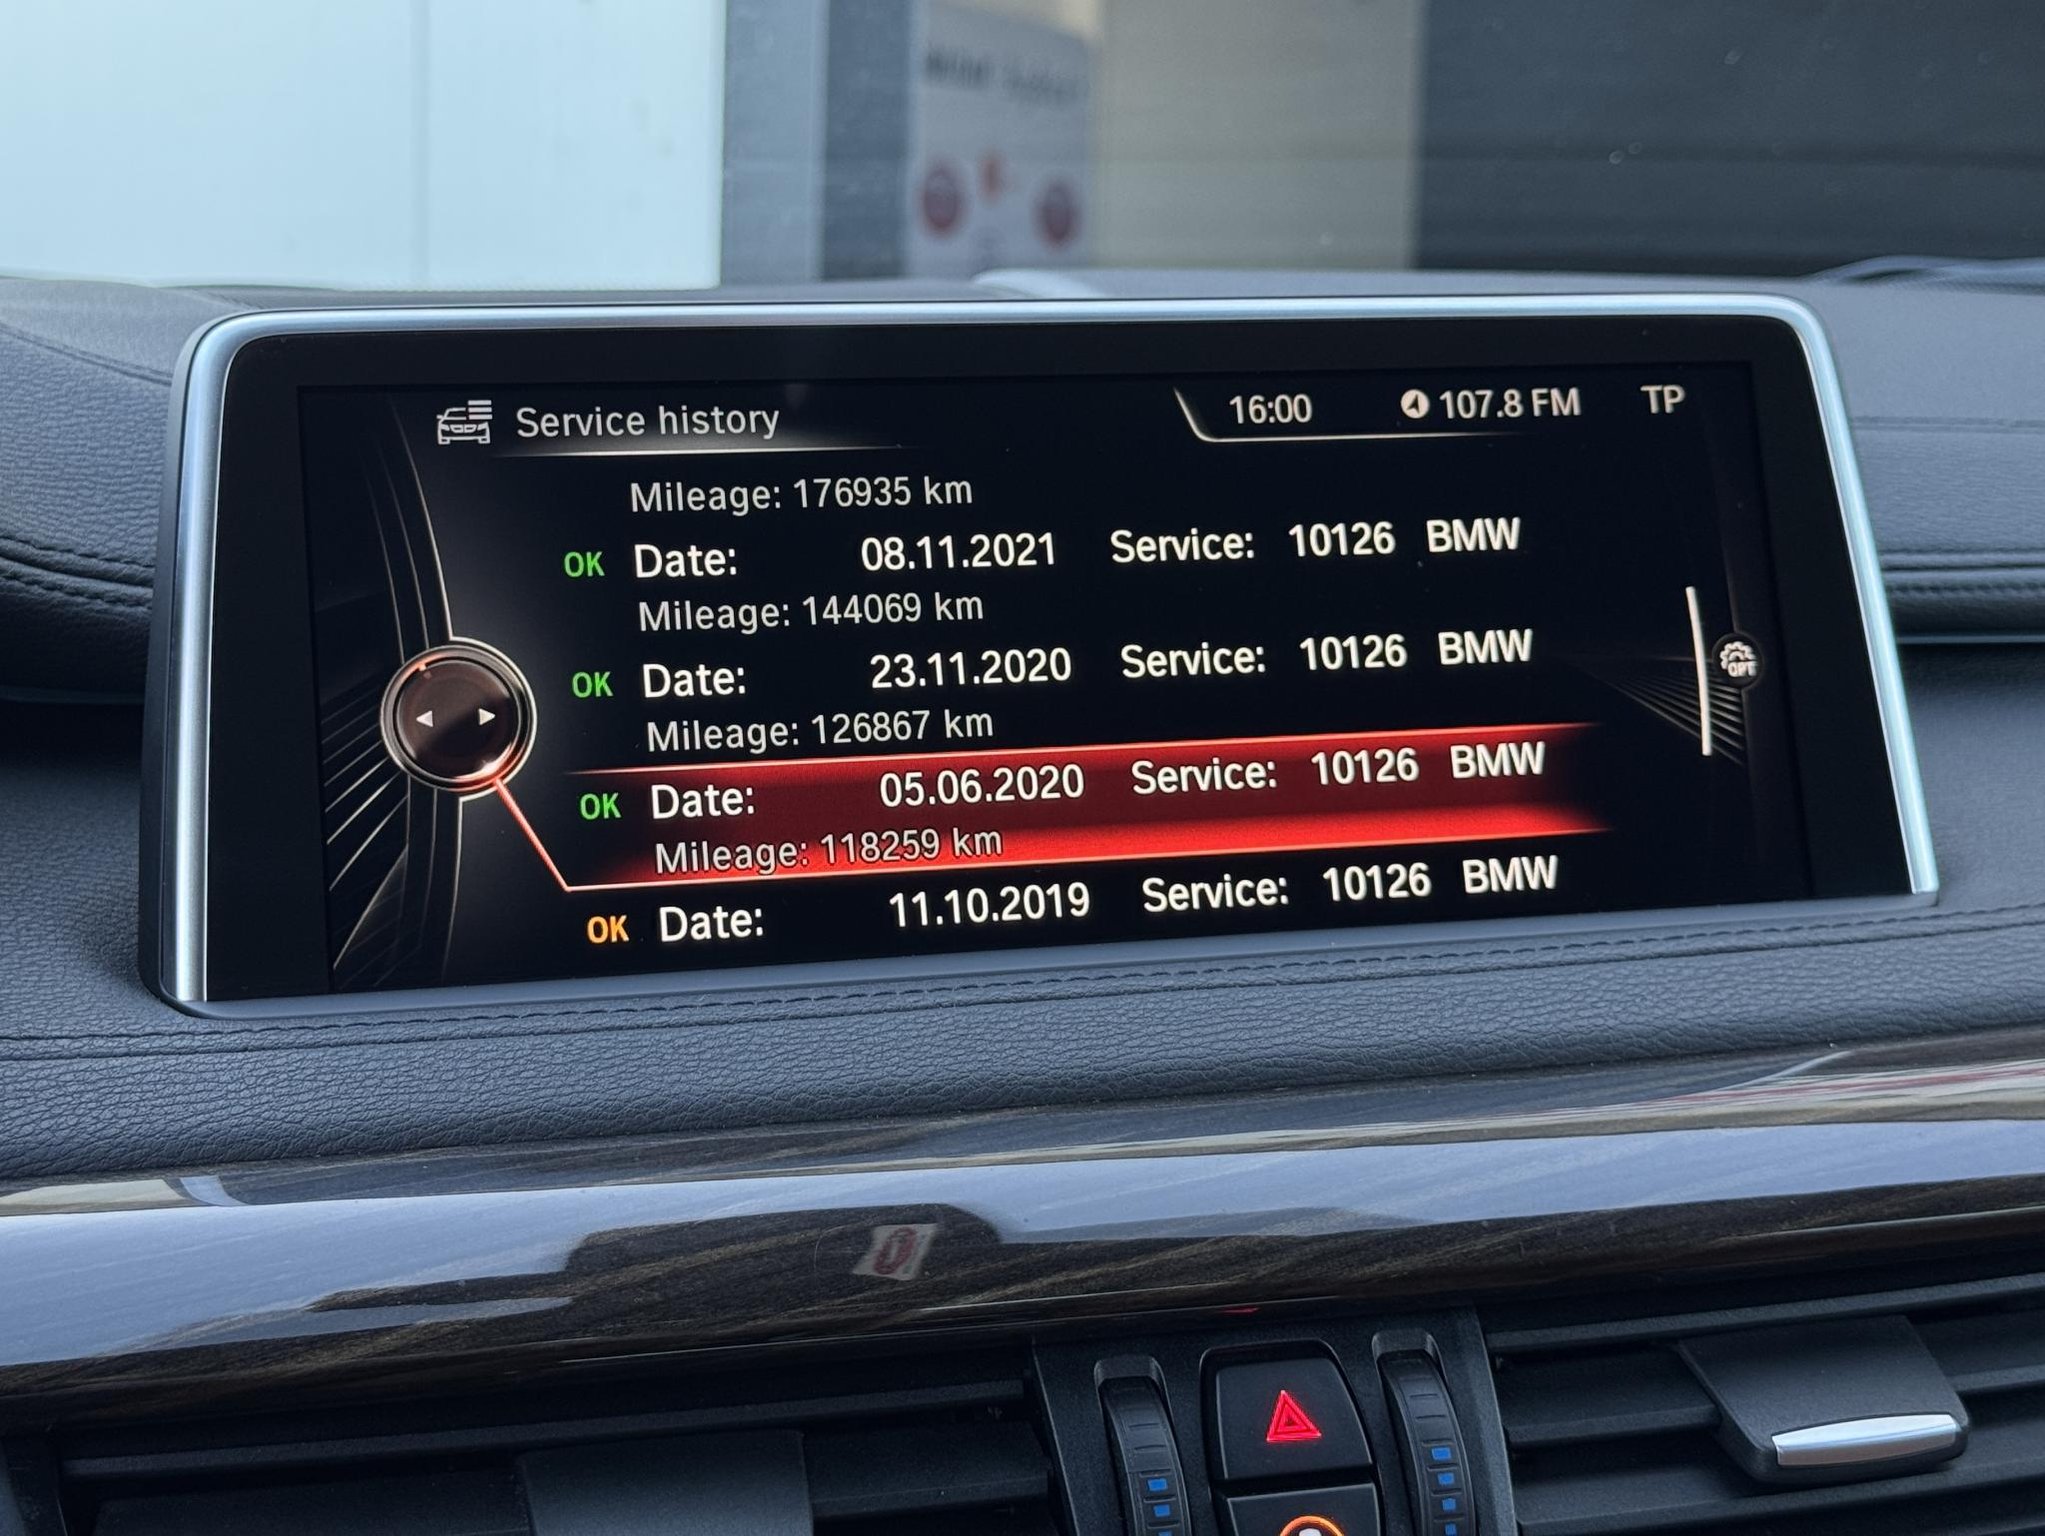 Service history
16:00 107.8 FM TP
Mileage: 176935 km
OK Date: 08.11.2021 Service: 10126 BMW
Mileage: 144069 km
OK Date: 23.11.2020 Service: 10126 BMW
Mileage: 126867 km
OK Date: 05.06.2020 Service: 10126 BMW
Mileage: 118259 km
OK Date: 11.10.2019 Service: 10126 BMW
OPT